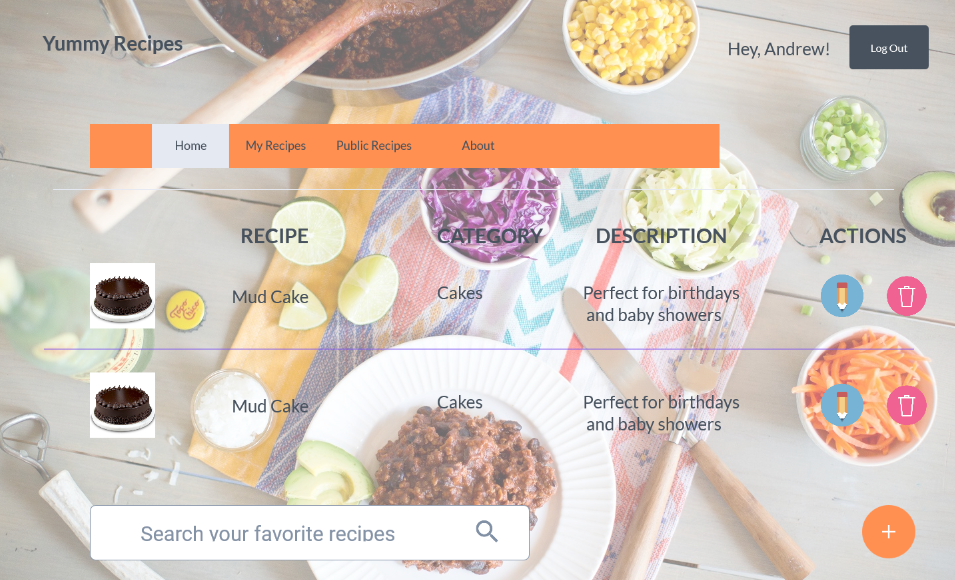 Yummy Recipes
Hey, Andrew!
Log Out
Home
My Recipes
Public Recipes
About
RECIPE
CATEGORY
DESCRIPTION
ACTIONS
Mud Cake
Cakes
Perfect for birthdays
and baby showers
Mud Cake
Cakes
Perfect for birthdays
and baby showers
Search your favorite recipes